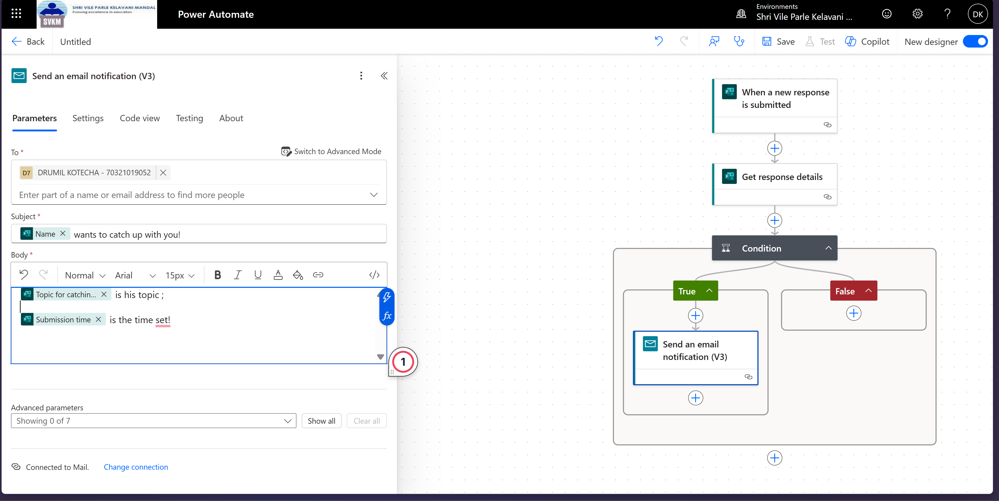 SHRI VILE PARLE KELAVANI MANDAL
Pursuing excellence in education
SVKM
Power Automate
Environments
Shri Vile Parle Kelavani ...
DK
Back
Untitled
Save
Test
Copilot
New designer
Send an email notification (V3)
Parameters
Settings
Code view
Testing
About
To *
Switch to Advanced Mode
D7 DRUMIL KOTECHA - 70321019052
Enter part of a name or email address to find more people
Subject *
Name wants to catch up with you!
Body *
Normal
Arial
15px
B I U A </>
Topic for catchin... is his topic ;
Submission time is the time set!
fx
1
Advanced parameters
Showing 0 of 7
Show all
Clear all
Connected to Mail.
Change connection
When a new response
is submitted
Get response details
Condition
True
False
Send an email
notification (V3)